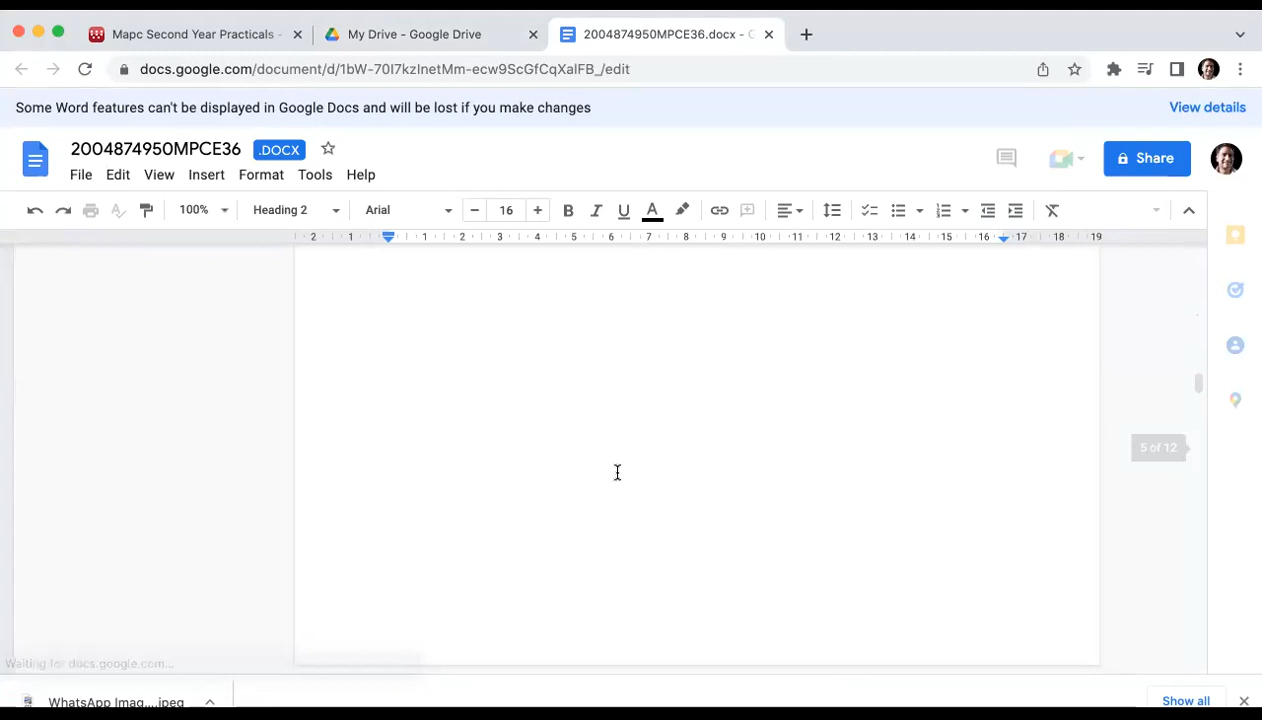 Mapc Second Year Practicals -
My Drive - Google Drive
2004874950MPCE36.docx - G
docs.google.com/document/d/1bW-70I7kzInetMm-ecw9ScGfCqXaIFB_/edit
Some Word features can't be displayed in Google Docs and will be lost if you make changes
View details
2004874950MPCE36
.DOCX
Share
File Edit View Insert Format Tools Help
100% Heading 2 Arial - 16 + B I U A
2 1 1 2 3 4 5 6 7 8 9 10 11 12 13 14 15 16 17 18 19
5 of 12
Waiting for docs.google.com...
WhatsApp Imag....jpeg
Show all